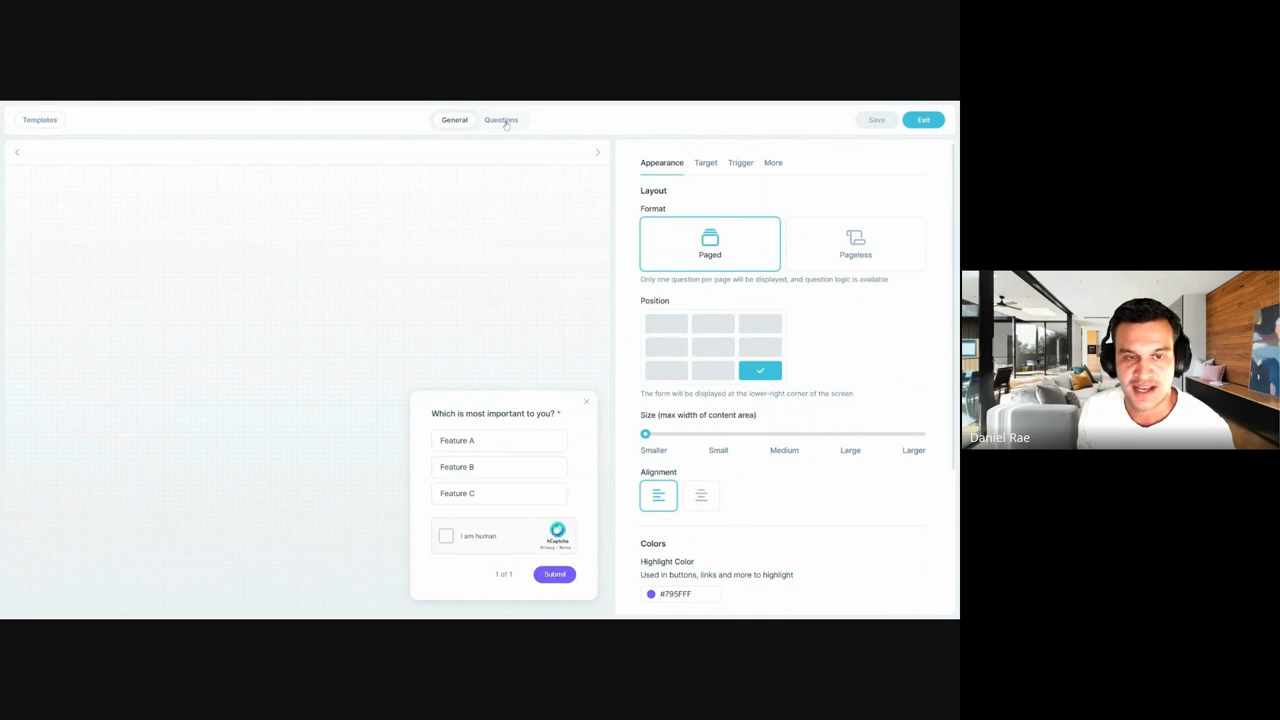 Templates
General
Questions
Save
Exit
Which is most important to you? *
Feature A
Feature B
Feature C
I am human
hCaptcha
Privacy - Terms
1 of 1
Submit
Appearance
Target
Trigger
More
Layout
Format
Paged
Pageless
Only one question per page will be displayed, and question logic is available
Position
The form will be displayed at the lower-right corner of the screen
Size (max width of content area)
Smaller
Small
Medium
Large
Larger
Alignment
Colors
Highlight Color
Used in buttons, links and more to highlight
#795FFF
Daniel Rae